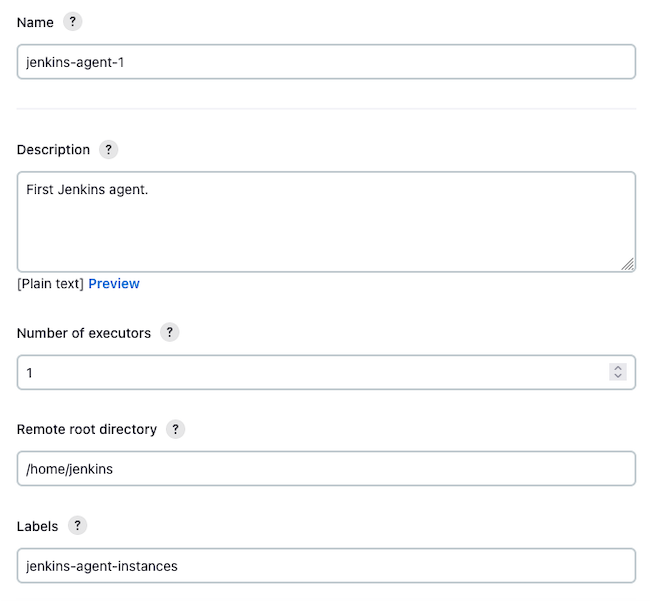 Name ?
jenkins-agent-1
Description ?
First Jenkins agent.
[Plain text] Preview
Number of executors ?
1
Remote root directory ?
/home/jenkins
Labels ?
jenkins-agent-instances